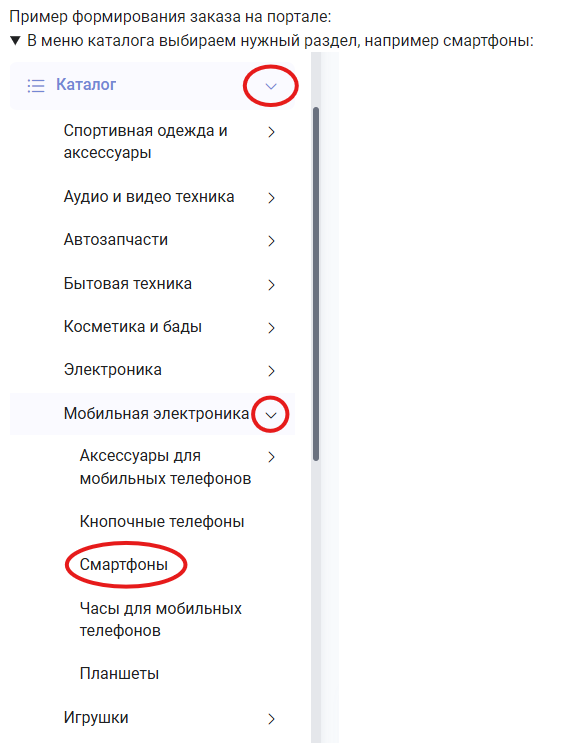 Пример формирования заказа на портале:
▼ В меню каталога выбираем нужный раздел, например смартфоны:
Каталог
Спортивная одежда и
аксессуары
Аудио и видео техника
Автозапчасти
Бытовая техника
Косметика и бады
Электроника
Мобильная электроника
Аксессуары для
мобильных телефонов
Кнопочные телефоны
Смартфоны
Часы для мобильных
телефонов
Планшеты
Игрушки